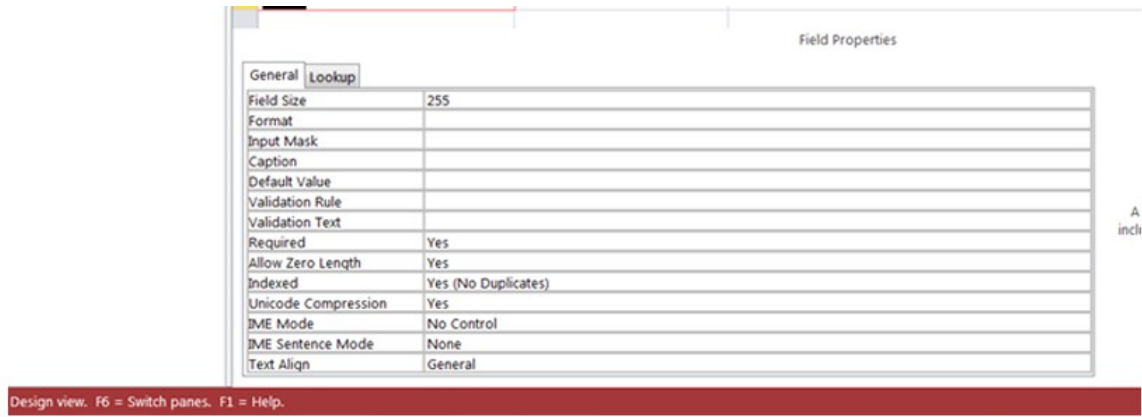 Field Properties
General Lookup
Field Size 255
Format
Input Mask
Caption
Default Value
Validation Rule
Validation Text
A
Required Yes
Allow Zero Length Yes
Indexed Yes (No Duplicates)
Unicode Compression Yes
IME Mode No Control
IME Sentence Mode None
Text Align General
Design view. F6 = Switch panes. F1 = Help.